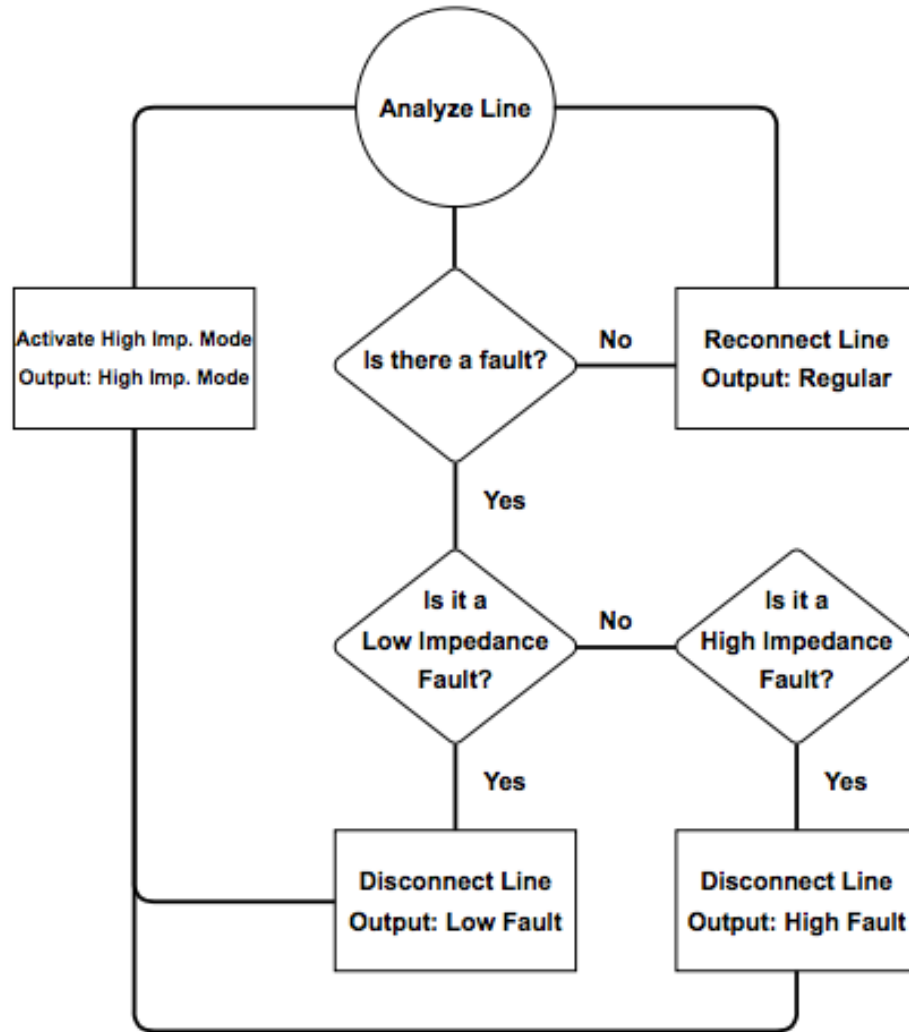 Analyze Line
Activate High Imp. Mode
Output: High Imp. Mode
Is there a fault?
No
Reconnect Line
Output: Regular
Yes
Is it a
Low Impedance
Fault?
No
Is it a
High Impedance
Fault?
Yes
Yes
Disconnect Line
Output: Low Fault
Disconnect Line
Output: High Fault